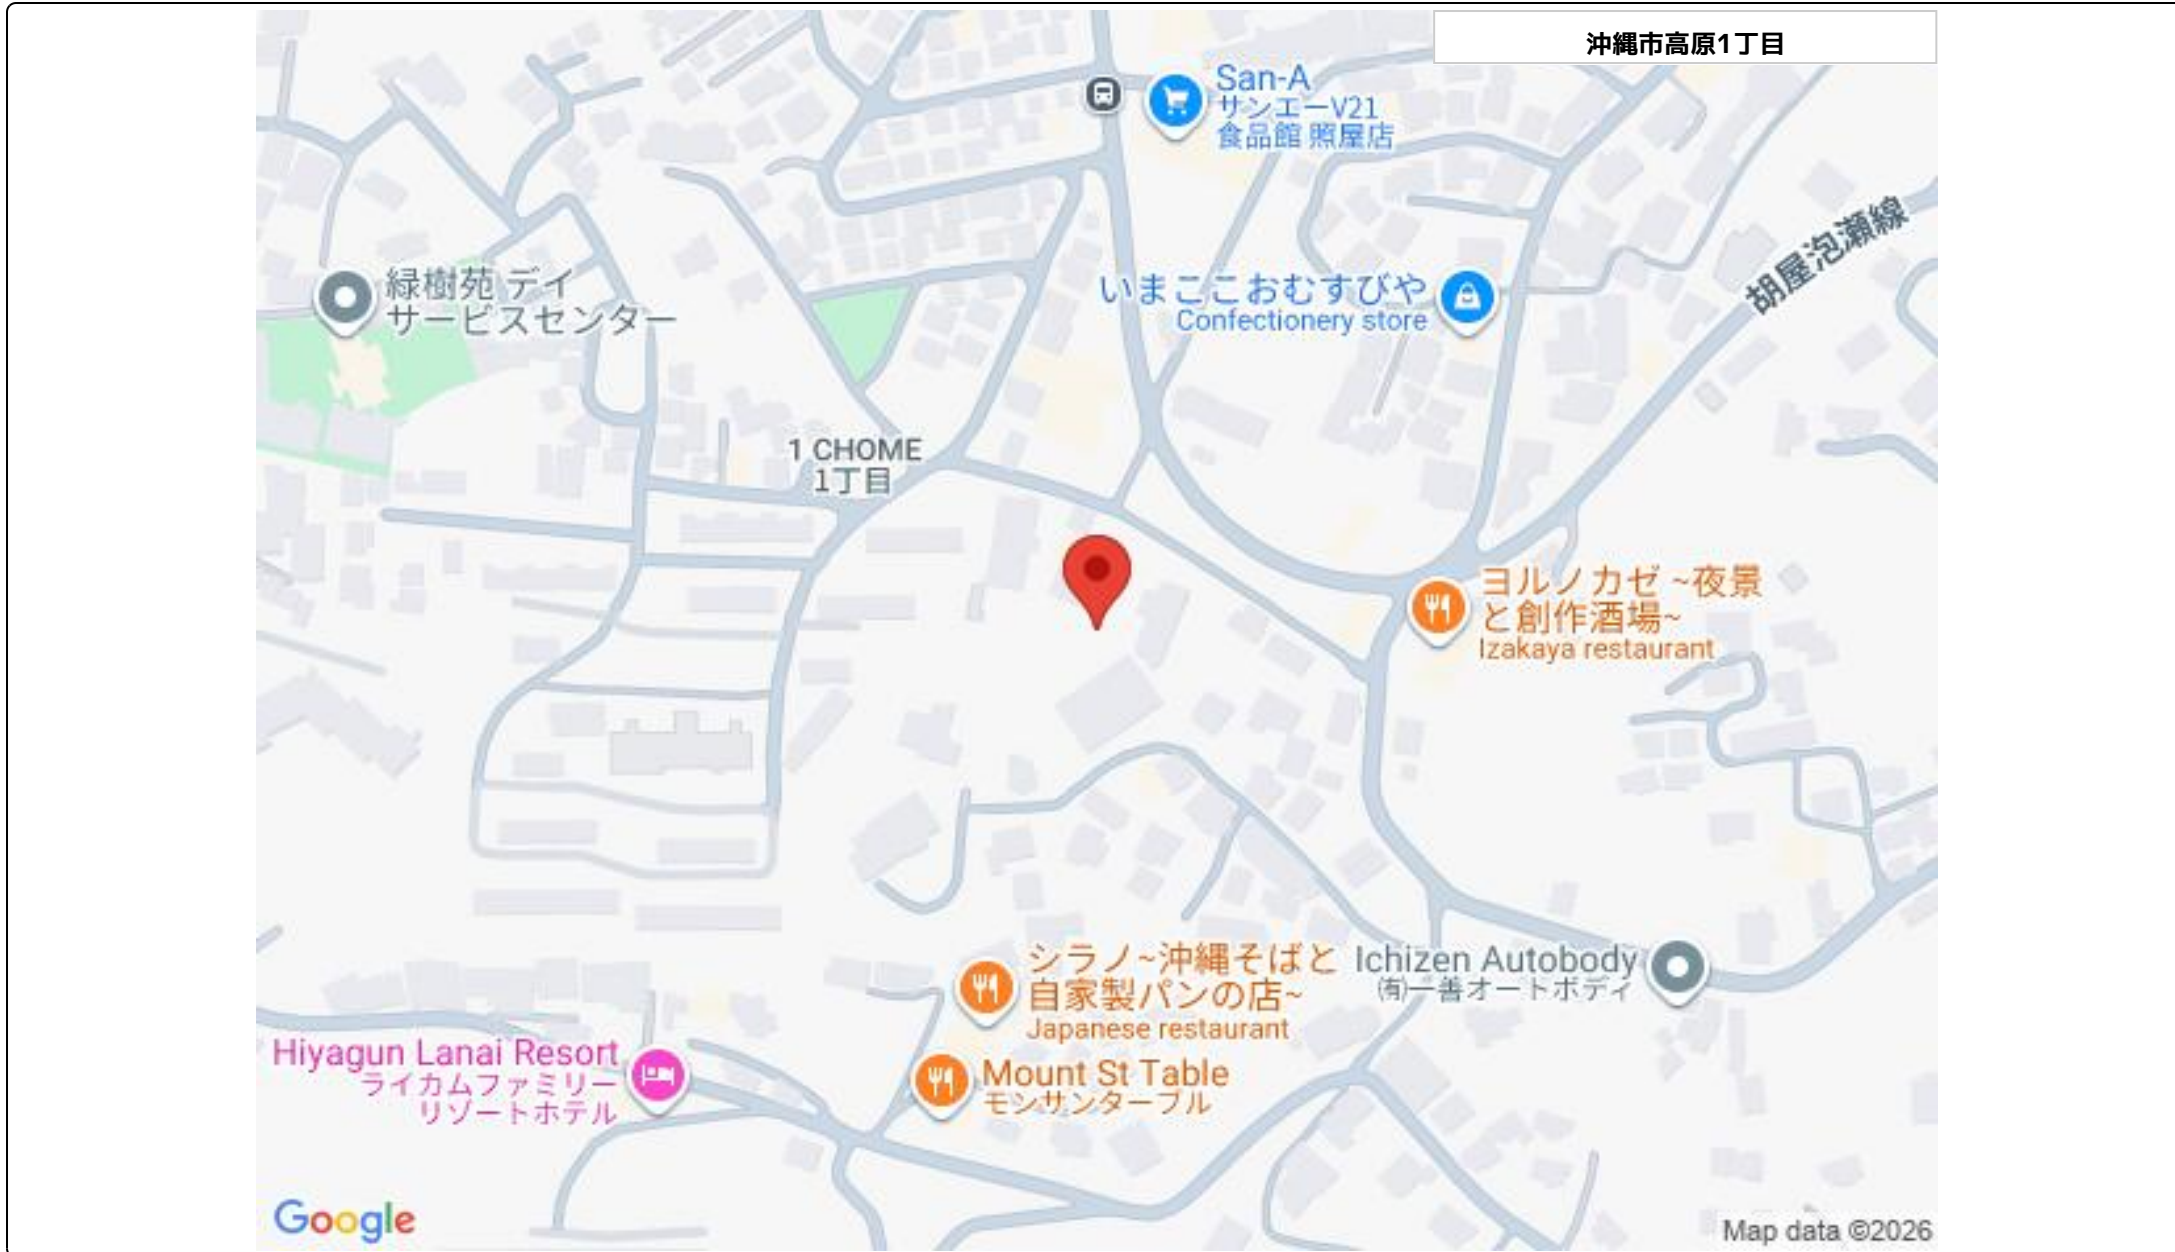 沖縄市高原1丁目
San-A
サンエーV21
食品館 照屋店
胡屋泡瀬線
緑樹苑 デイ
サービスセンター
いまここおむすびや
Confectionery store
1 CHOME
1丁目
ヨルノカゼ ~夜景
と創作酒場~
Izakaya restaurant
シラノ~沖縄そばと
自家製パンの店~
Japanese restaurant
Ichizen Autobody
㈲一善オートボディ
Hiyagun Lanai Resort
ライカムファミリー
リゾートホテル
Mount St Table
モンサンターブル
Google
Map data ©2026